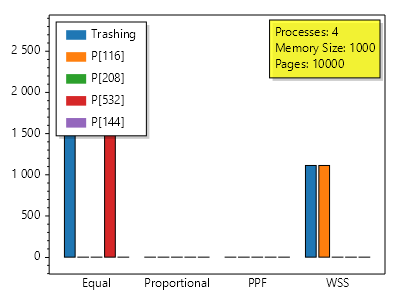 2 500
2 000
1 500
1 000
500
0
Trashing
P[116]
P[208]
P[532]
P[144]
Processes: 4
Memory Size: 1000
Pages: 10000
Equal
Proportional
PPF
WSS